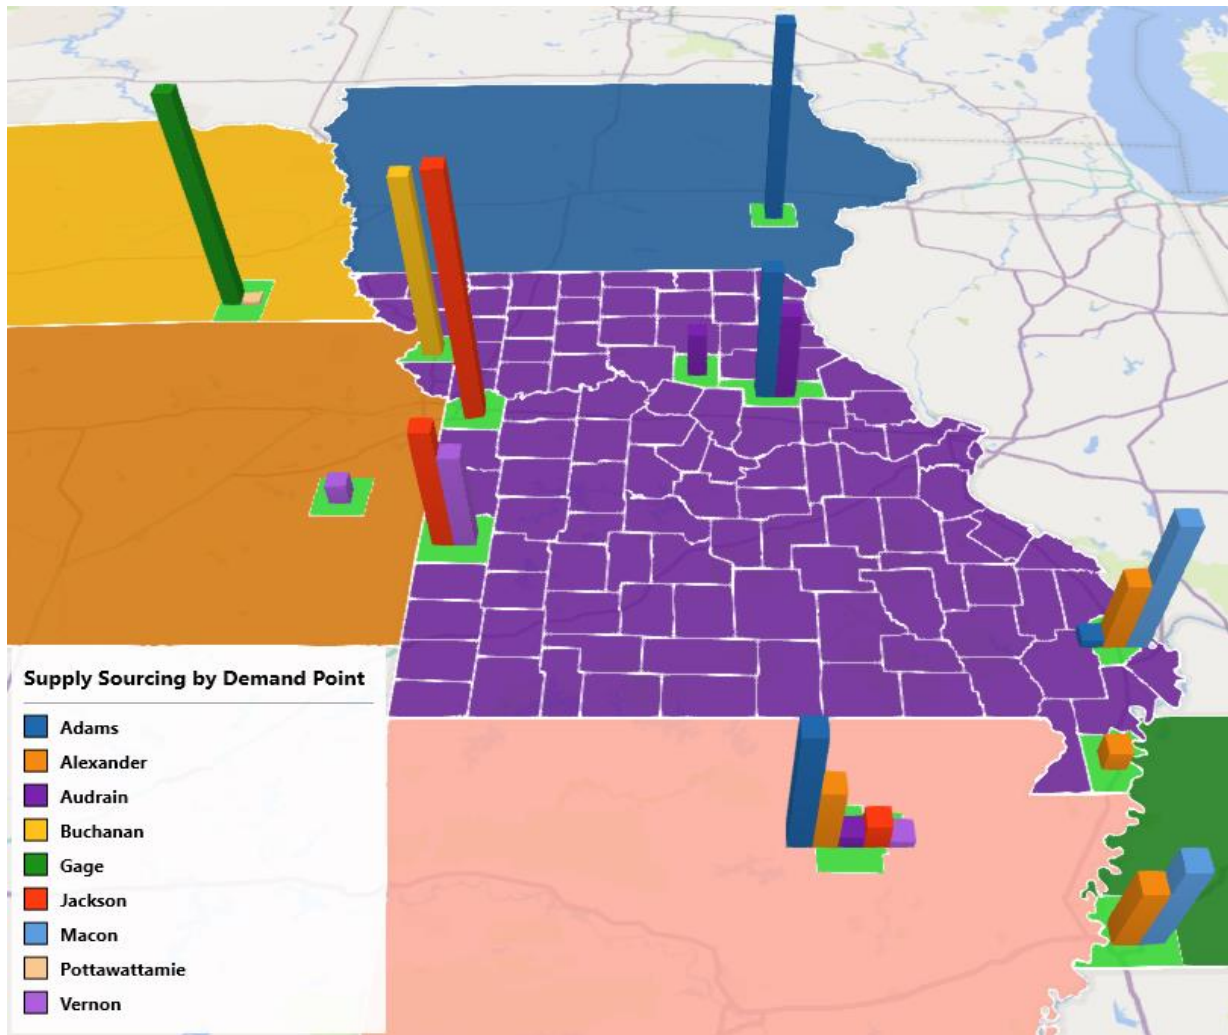 Supply Sourcing by Demand Point
Adams
Alexander
Audrain
Buchanan
Gage
Jackson
Macon
Pottawattamie
Vernon